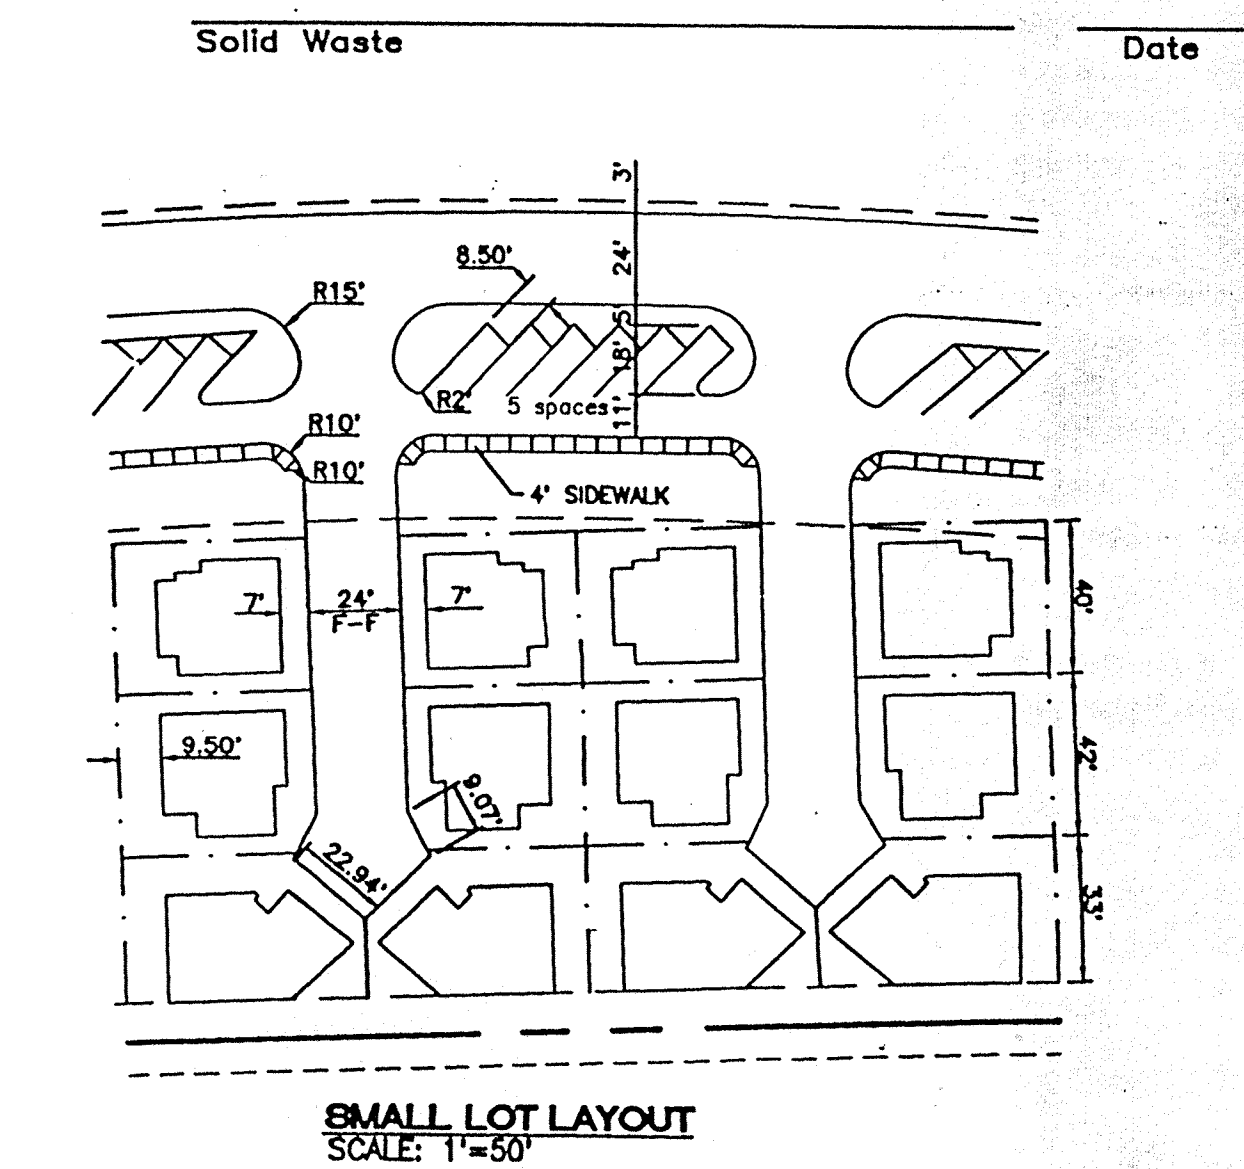 Solid Waste
Date
3'
24'
8.50'
R15'
5'
18'
R2'
5 spaces
11'
R10'
R10'
4' SIDEWALK
7'
24'
F-F
7'
40'
9.50'
42'
9.07'
22.94'
33'
SMALL LOT LAYOUT
SCALE: 1'=50'